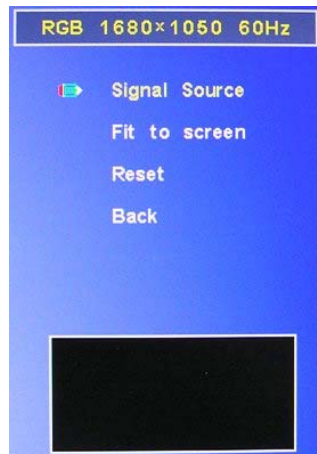 RGB 1680×1050 60Hz
Signal Source
Fit to screen
Reset
Back